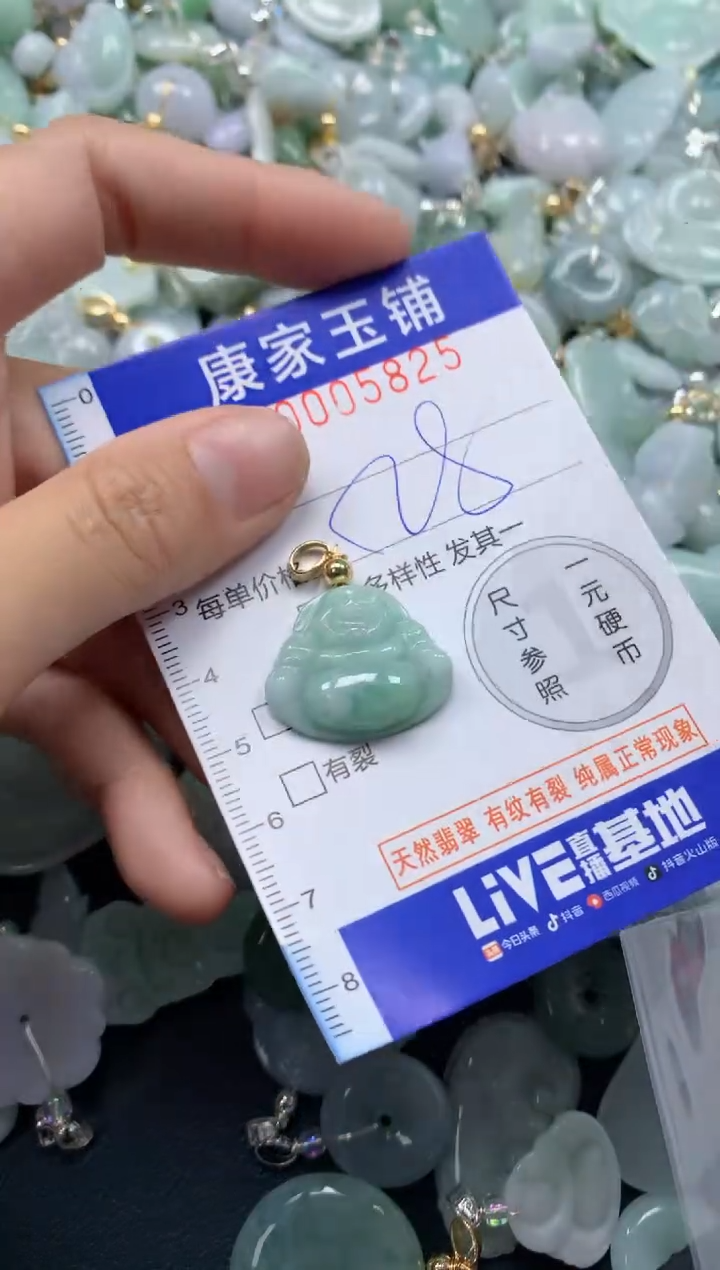 康家玉铺
0005825
28
每单价格
多样性 发其一
0
3
4
5
6
7
8
一元硬币
尺寸参照
1
有裂
天然翡翠 有纹有裂 纯属正常现象
LiVE直播基地
今日头条 抖音 西瓜视频 抖音火山版